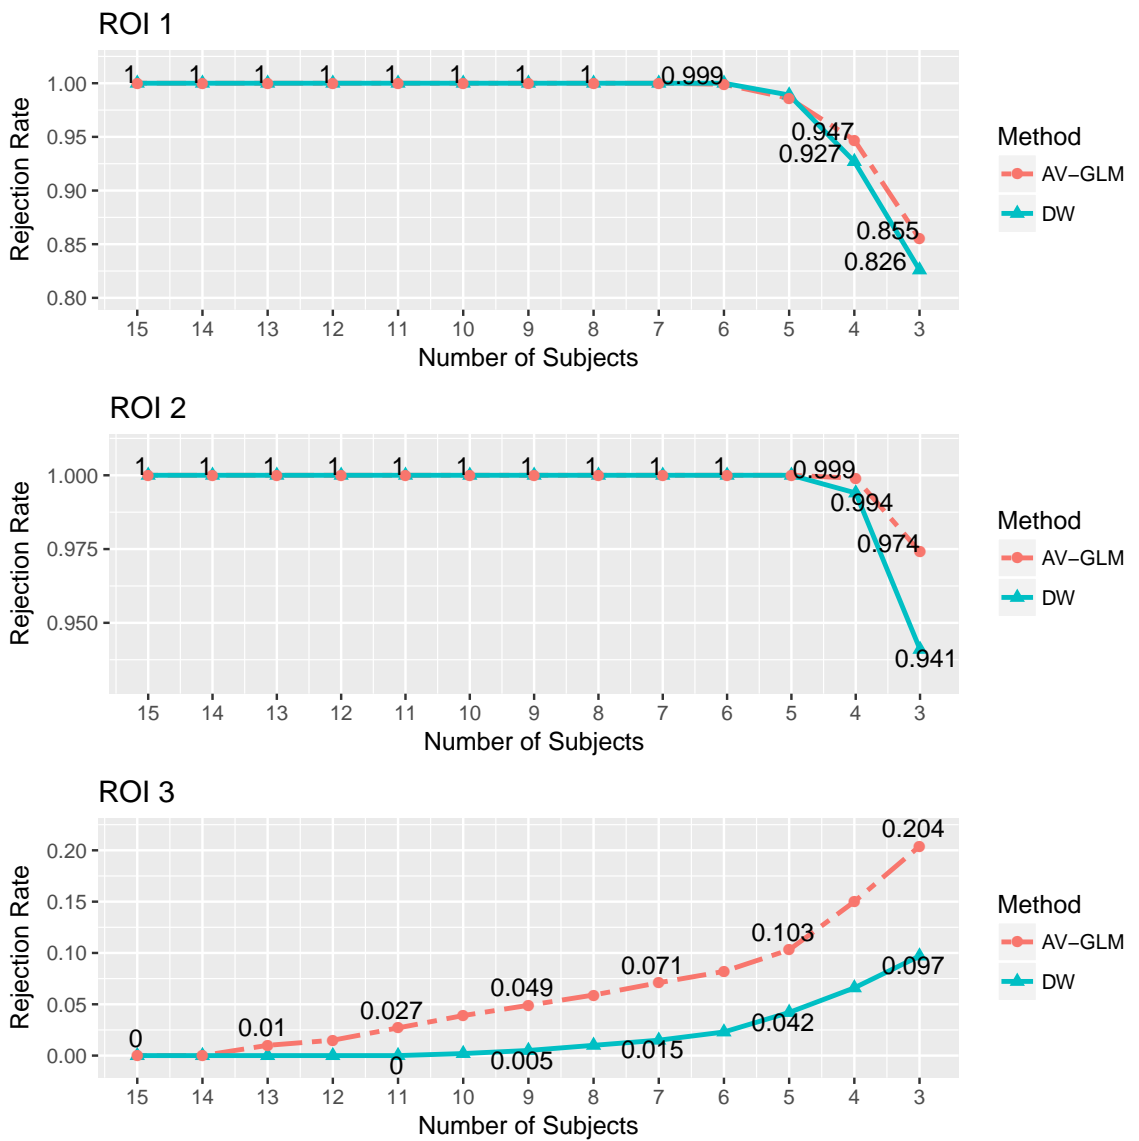 ROI 1
1 1 1 1 1 1 1 1 0.999
1.00
0.947
0.95
0.927
0.90
0.855
0.85
0.826
0.80
Rejection Rate
15 14 13 12 11 10 9 8 7 6 5 4 3
Number of Subjects
Method
AV−GLM
DW
ROI 2
1 1 1 1 1 1 1 1 1 1 0.999
1.000
0.994
0.974
0.975
0.950
0.941
Rejection Rate
15 14 13 12 11 10 9 8 7 6 5 4 3
Number of Subjects
Method
AV−GLM
DW
ROI 3
0.204
0.20
0.15
0.103
0.10
0.071
0.097
0.049
0.05
0.027
0.042
0.01
0.015
0
0.005
0
0.00
Rejection Rate
15 14 13 12 11 10 9 8 7 6 5 4 3
Number of Subjects
Method
AV−GLM
DW